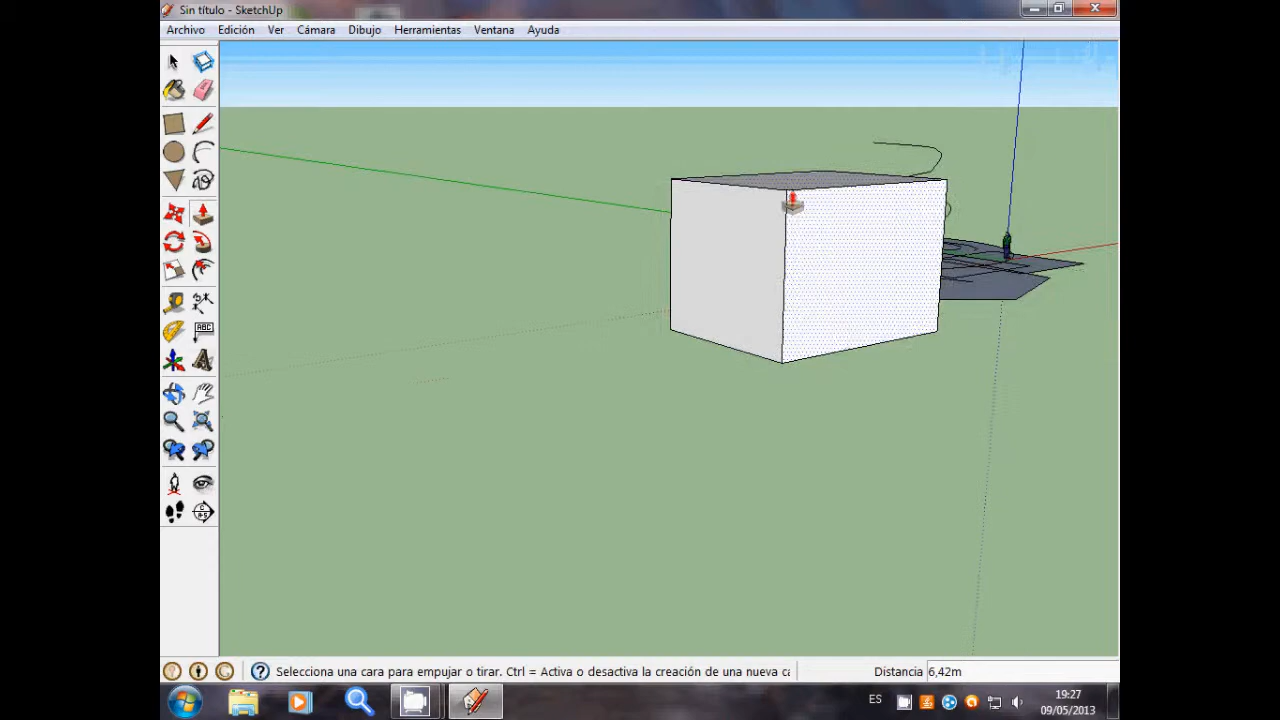 Sin título - SketchUp
Archivo Edición Ver Cámara Dibujo Herramientas Ventana Ayuda
ABC
A
Selecciona una cara para empujar o tirar. Ctrl = Activa o desactiva la creación de una nueva ca
Distancia 6,42m
ES
19:27
09/05/2013